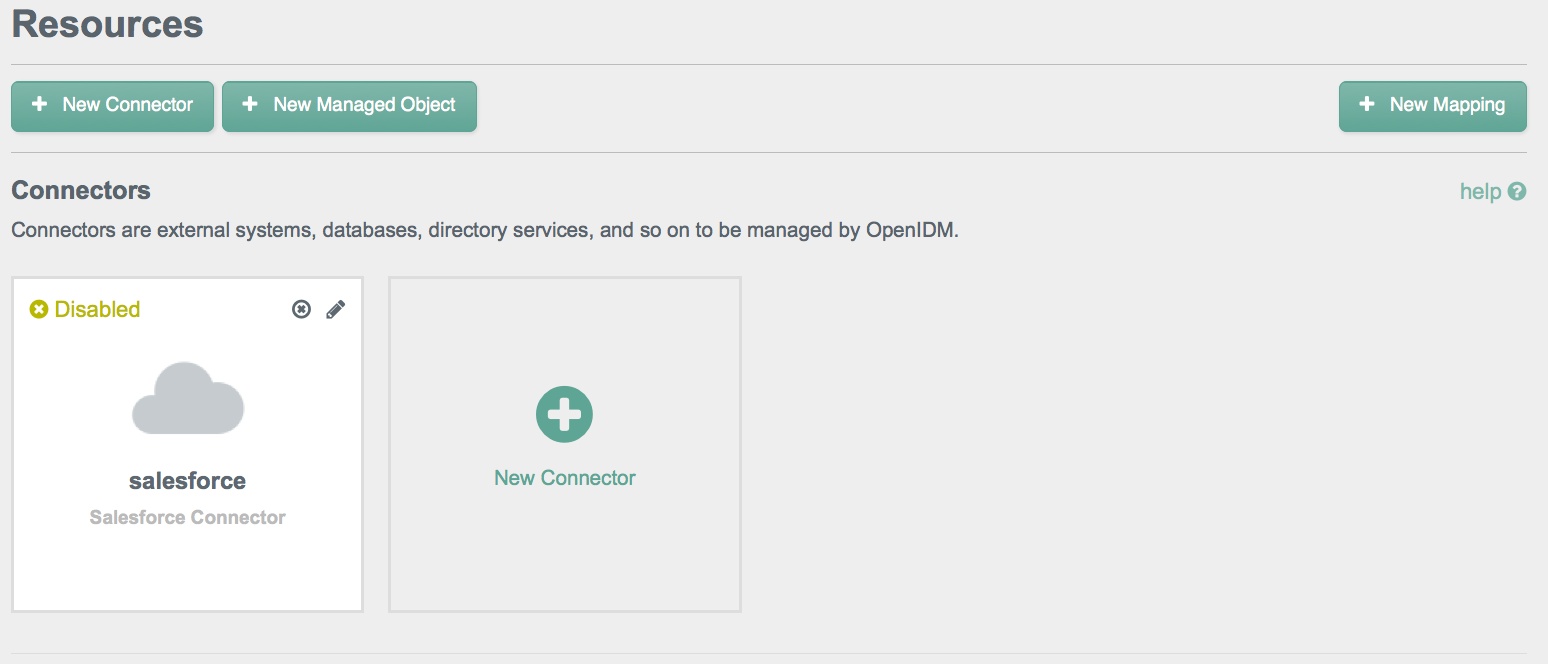 Resources
New Connector
New Managed Object
New Mapping
Connectors
help
Connectors are external systems, databases, directory services, and so on to be managed by OpenIDM.
Disabled
salesforce
Salesforce Connector
New Connector